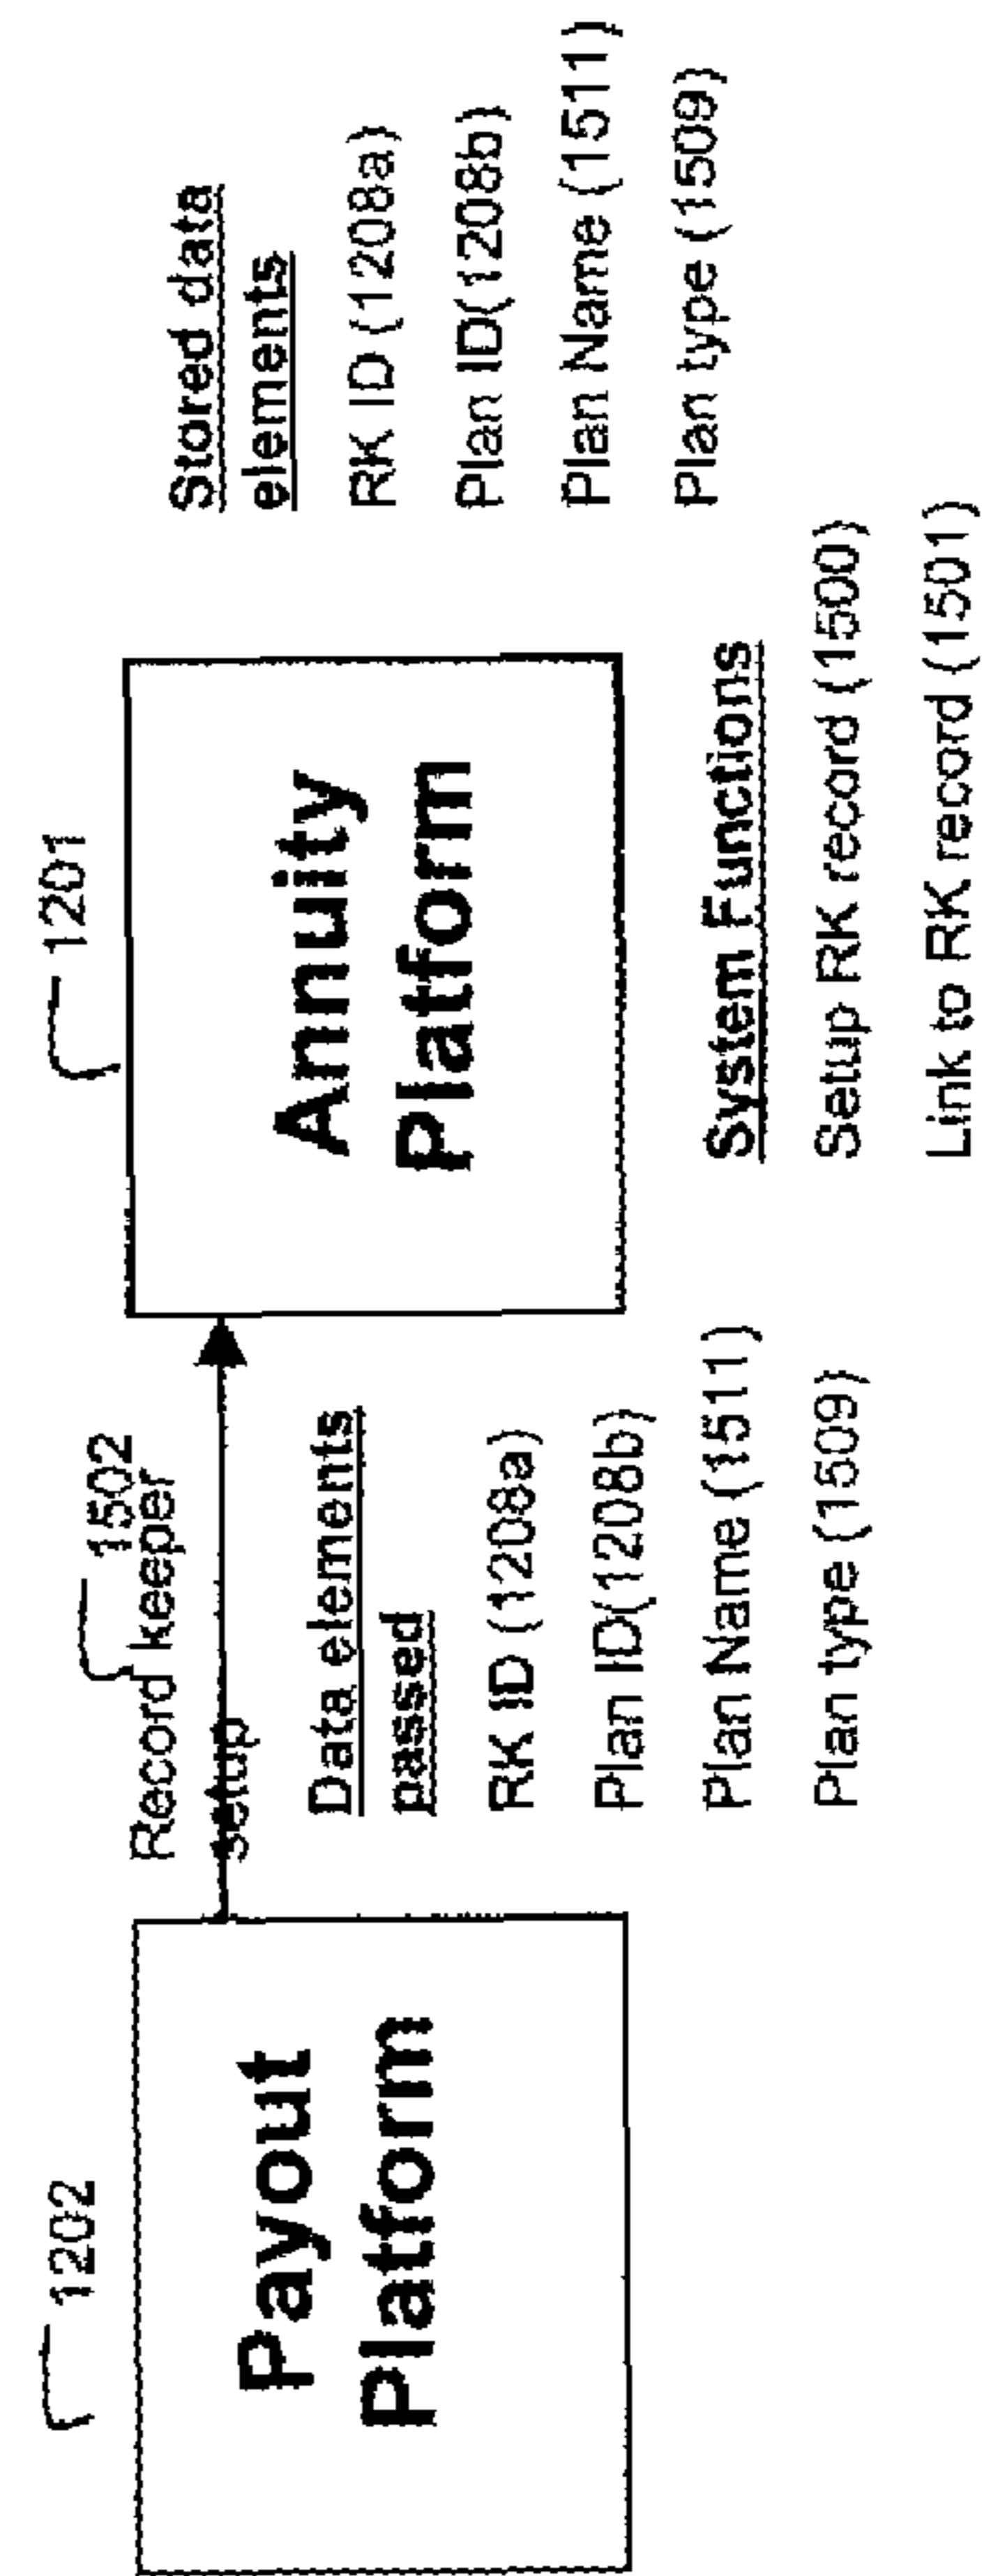 1202
Payout
Platform
1502
Record keeper
setup
Data elements
passed
RK ID (1208a)
Plan ID(1208b)
Plan Name (1511)
Plan type (1509)
1201
Annuity
Platform
System Functions
Setup RK record (1500)
Link to RK record (1501)
Stored data
elements
RK ID (1208a)
Plan ID(1208b)
Plan Name (1511)
Plan type (1509)